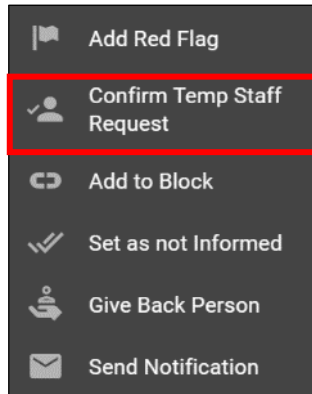 Add Red Flag
Confirm Temp Staff
Request
Add to Block
Set as not Informed
Give Back Person
Send Notification